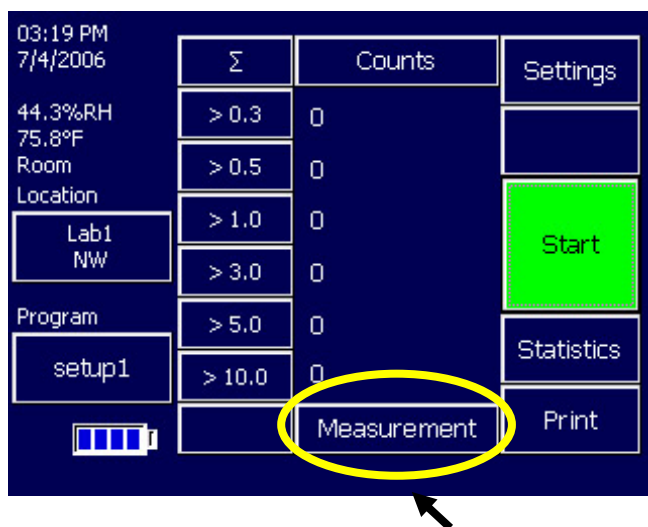 03:19 PM
7/4/2006
44.3%RH
75.8°F
Room
Location
Lab1
NW
Program
setup1
Σ
Counts
> 0.3 0
> 0.5 0
> 1.0 0
> 3.0 0
> 5.0 0
> 10.0 0
Measurement
Settings
Start
Statistics
Print